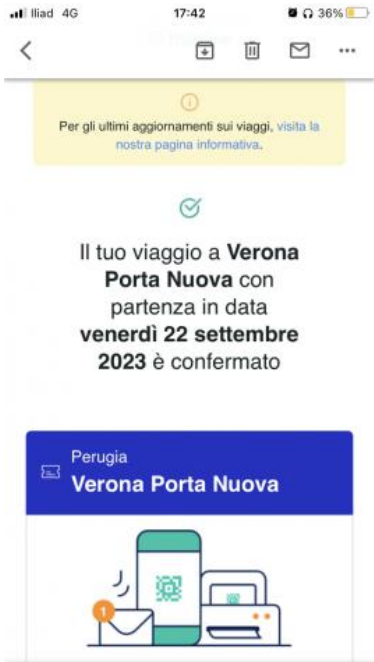 Iliad 4G 17:42 36%
Per gli ultimi aggiornamenti sui viaggi, visita la
nostra pagina informativa.
Il tuo viaggio a Verona
Porta Nuova con
partenza in data
venerdì 22 settembre
2023 è confermato
Perugia
Verona Porta Nuova
1